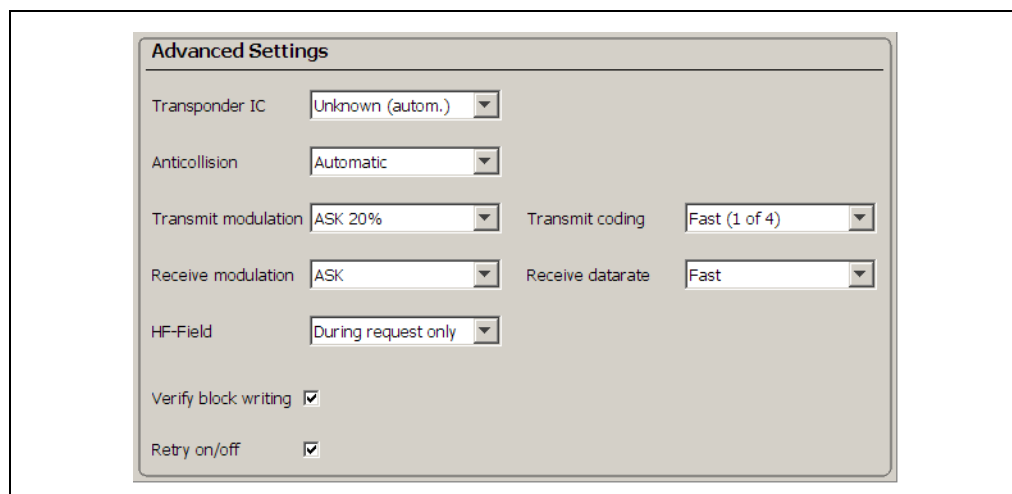 Advanced Settings
Transponder IC Unknown (autom.)
Anticollision Automatic
Transmit modulation ASK 20% Transmit coding Fast (1 of 4)
Receive modulation ASK Receive datarate Fast
HF-Field During request only
Verify block writing
Retry on/off